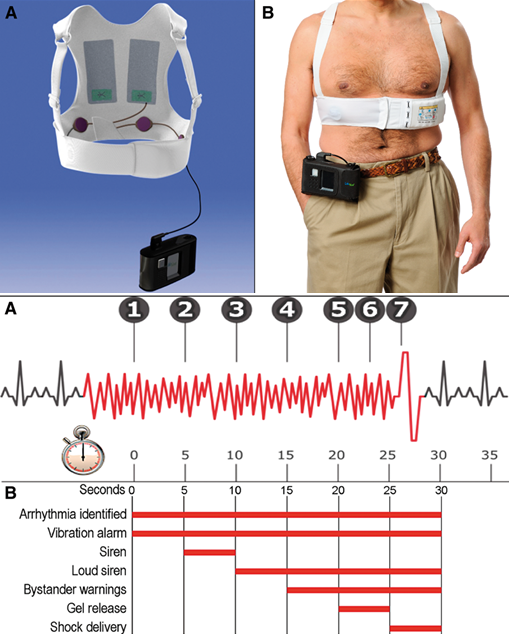 A
B
A
1 2 3 4 5 6 7
0 5 10 15 20 25 30 35
B
Seconds 0 5 10 15 20 25 30
Arrhythmia identified
Vibration alarm
Siren
Loud siren
Bystander warnings
Gel release
Shock delivery